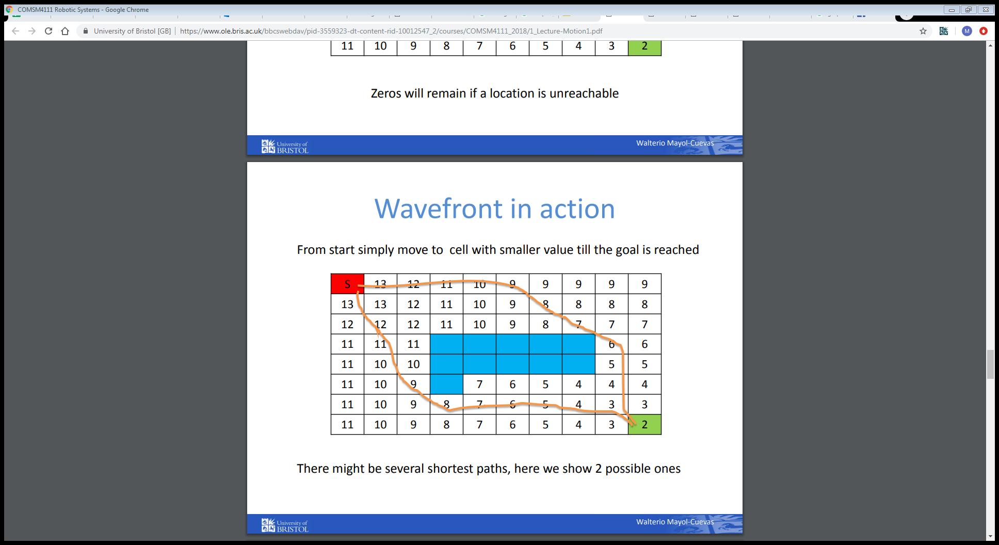 COMSM4111 Robotic Systems - Google Chrome
University of Bristol [GB] https://www.ole.bris.ac.uk/bbcswebdav/pid-3559323-dt-content-rid-10012547_2/courses/COMSM4111_2018/1_Lecture-Motion1.pdf M
11 10 9 8 7 6 5 4 3 2
Zeros will remain if a location is unreachable
University of
BRISTOL
Walterio Mayol-Cuevas
Wavefront in action
From start simply move to  cell with smaller value till the goal is reached
S 13 12 11 10 9 9 9 9 9
13 13 12 11 10 9 8 8 8 8
12 12 12 11 10 9 8 7 7 7
11 11 11 6 6
11 10 10 5 5
11 10 9 7 6 5 4 4 4
11 10 9 8 7 6 5 4 3 3
11 10 9 8 7 6 5 4 3 2
There might be several shortest paths, here we show 2 possible ones
University of
BRISTOL
Walterio Mayol-Cuevas